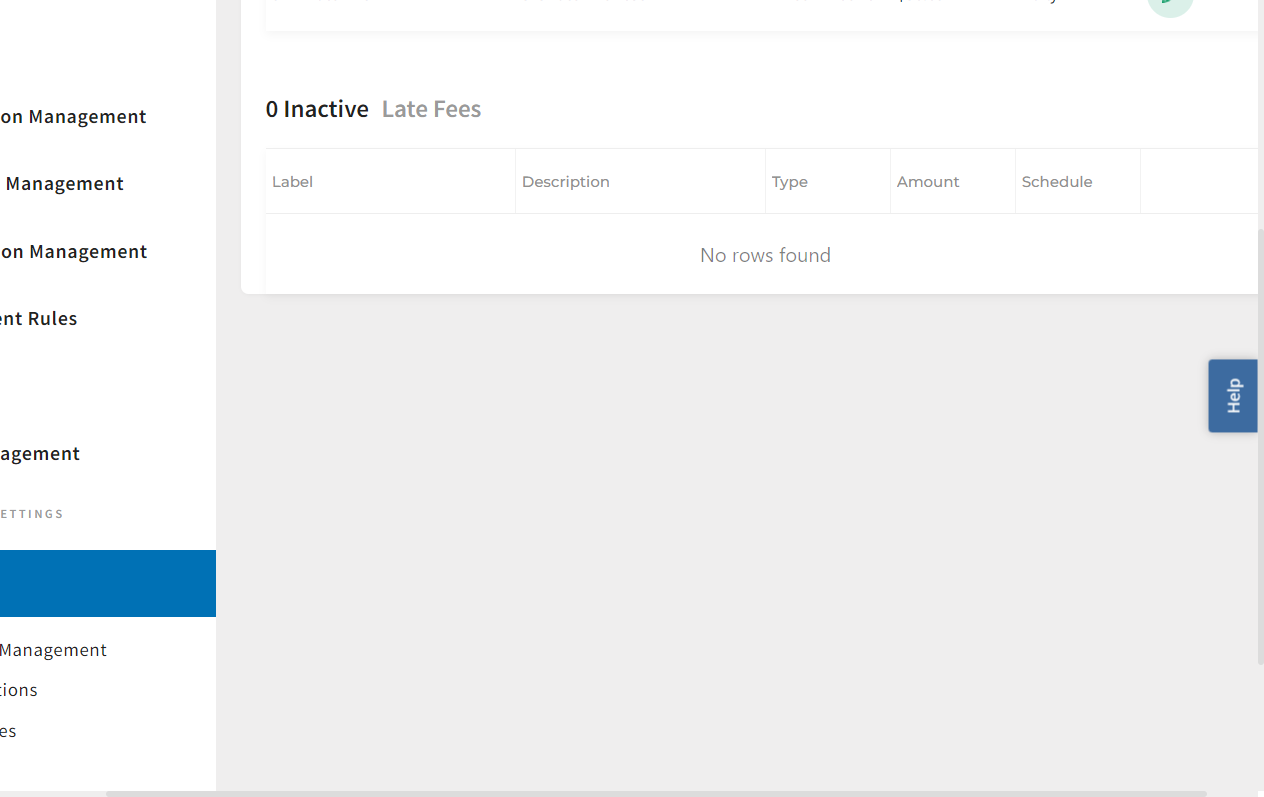 0 Inactive Late Fees
Label Description Type Amount Schedule
No rows found
on Management
Management
on Management
ent Rules
agement
ETTINGS
Management
tions
es
Help